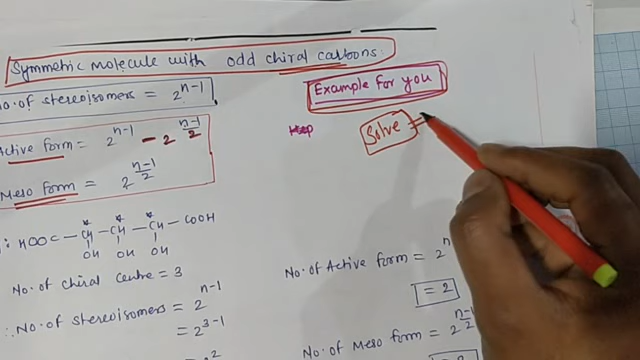 Symmetric molecule with odd chiral cartoons.
No. of stereoisomers = 2^(n-1)
Active form = 2^(n-1) - 2^((n-1)/2)
Meso form = 2^((n-1)/2)
Example for you
Solve =
: HOOC - *CH - *CH - *CH - COOH
OH OH OH
No. of chiral centre = 3
∴ No. of stereoisomers = 2^(n-1)
= 2^(3-1)
= 2^2
No. of Active form = 2^n
= 2
No. of Meso form = 2^((n-1)/2)